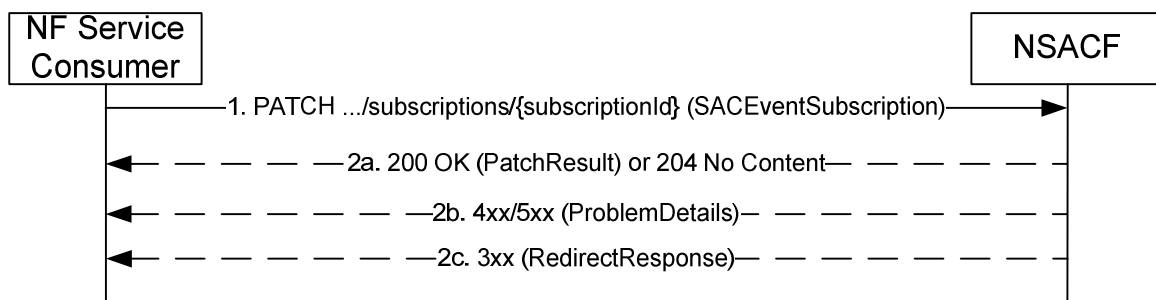 NF Service
Consumer
NSACF
1. PATCH .../subscriptions/{subscriptionId} (SACEventSubscription)
2a. 200 OK (PatchResult) or 204 No Content
2b. 4xx/5xx (ProblemDetails)
2c. 3xx (RedirectResponse)